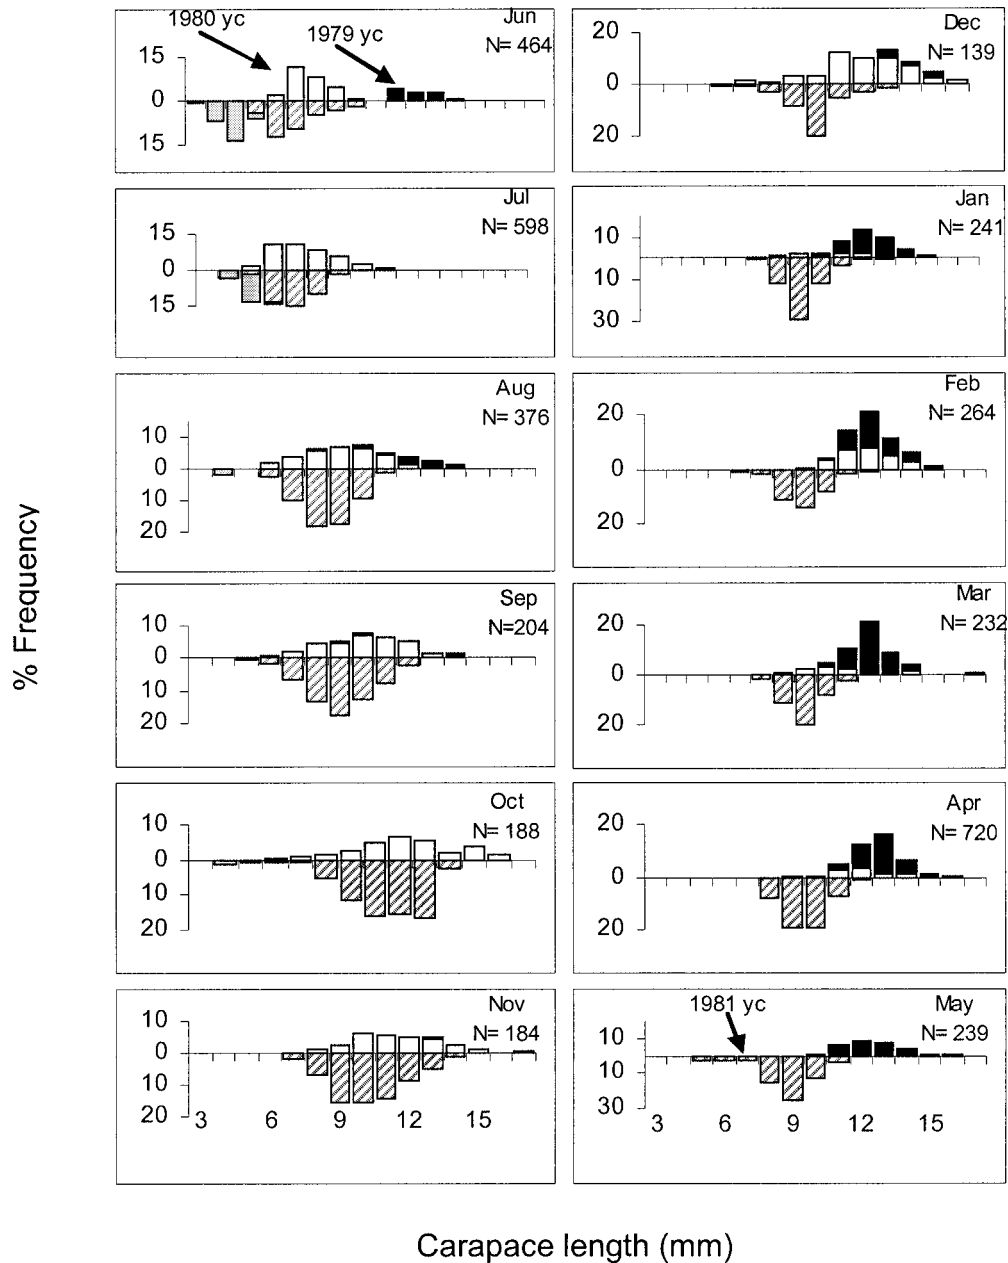 1980 yc
1979 yc
Jun
N= 464
15
0
15
Jul
N= 598
15
0
15
Aug
N= 376
10
0
10
20
Sep
N=204
10
0
10
20
Oct
N= 188
10
0
10
20
Nov
N= 184
10
0
10
20
3 6 9 12 15
Dec
N= 139
20
0
20
Jan
N= 241
10
10
30
Feb
N= 264
20
0
20
Mar
N= 232
20
0
20
Apr
N= 720
20
0
20
1981 yc
May
N= 239
10
10
30
3 6 9 12 15
% Frequency
Carapace length (mm)